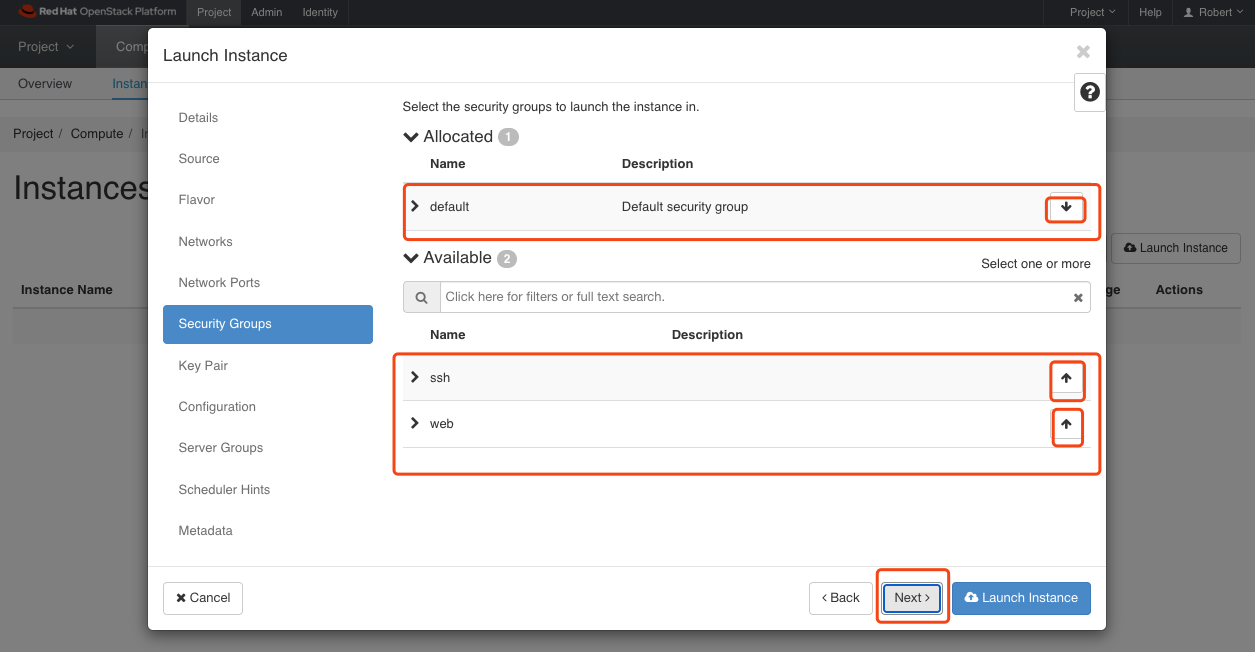 Red Hat OpenStack Platform Project Admin Identity Project Help Robert
Project Comp
Overview Instan
Project / Compute / In
Instances
Launch Instance
Instance Name ge Actions
Launch Instance
Details
Source
Flavor
Networks
Network Ports
Security Groups
Key Pair
Configuration
Server Groups
Scheduler Hints
Metadata
Select the security groups to launch the instance in.
Allocated 1
Name Description
default Default security group
Available 2
Select one or more
Click here for filters or full text search.
Name Description
ssh
web
Cancel
< Back Next > Launch Instance